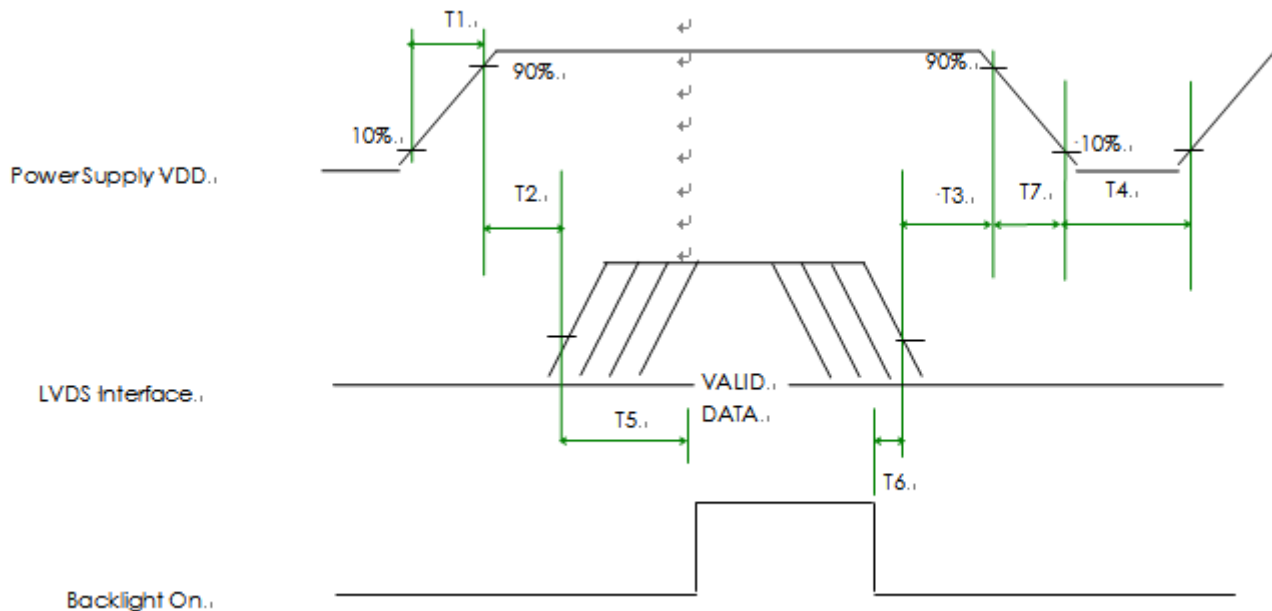 T1.
90%.
90%.
10%.
-10%.
Power Supply VDD.
T2.
-T3.
T7.
T4.
LVDS Interface.
VALID.
DATA.
T5.
T6.
Backlight On.